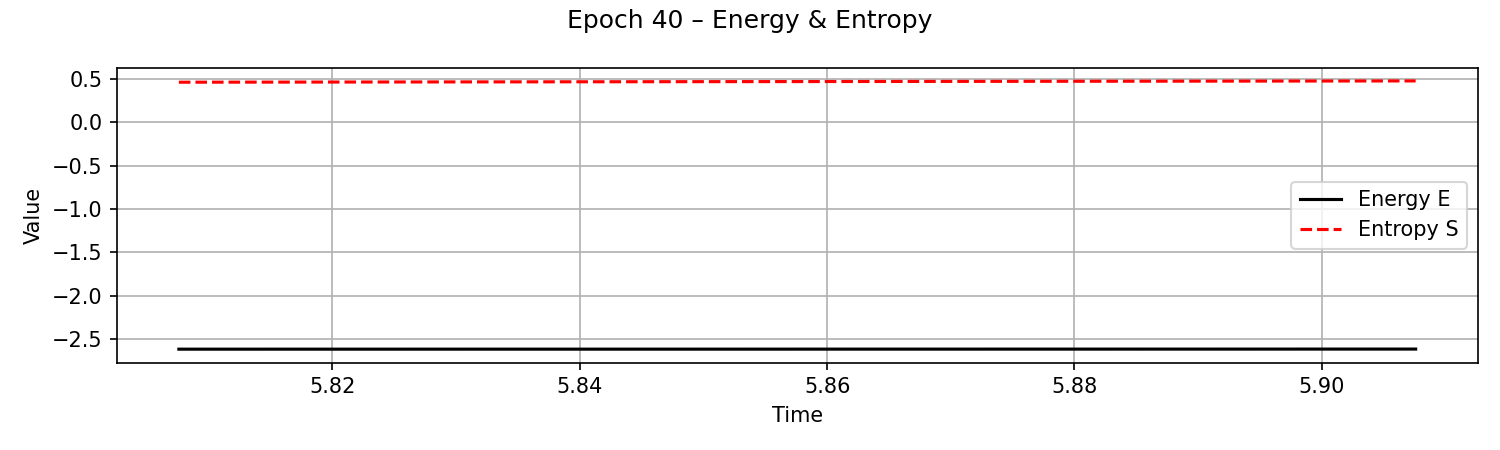 Epoch 40 – Energy & Entropy
0.5
0.0
−0.5
−1.0
−1.5
−2.0
−2.5
Value
Energy E
Entropy S
5.82 5.84 5.86 5.88 5.90
Time